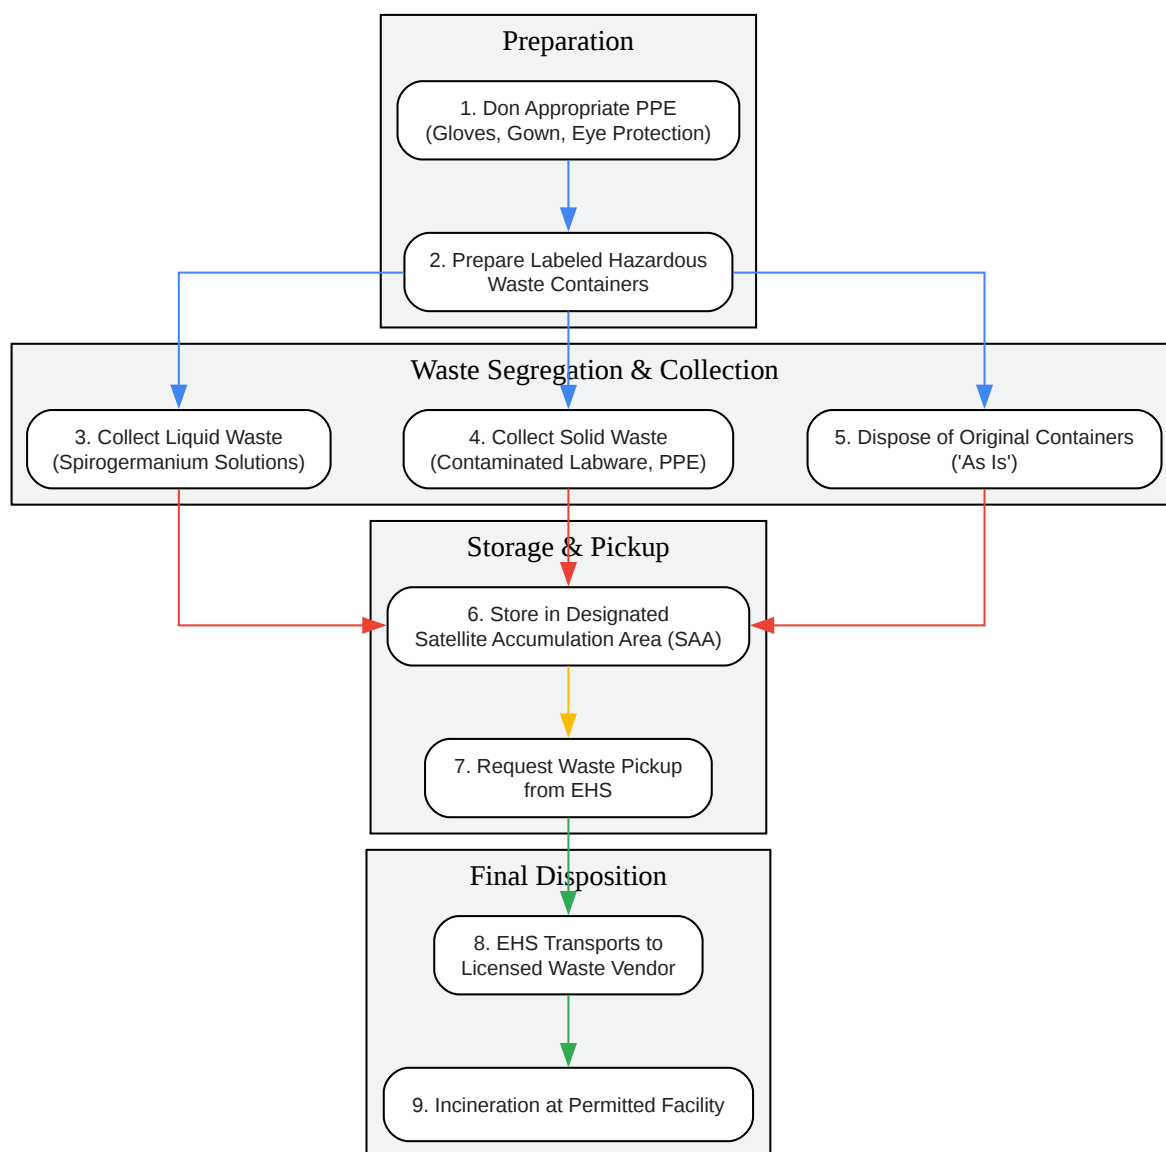 Preparation
1. Don Appropriate PPE
(Gloves, Gown, Eye Protection)
2. Prepare Labeled Hazardous
Waste Containers
Waste Segregation & Collection
3. Collect Liquid Waste
(Spirogermanium Solutions)
4. Collect Solid Waste
(Contaminated Labware, PPE)
5. Dispose of Original Containers
('As Is')
Storage & Pickup
6. Store in Designated
Satellite Accumulation Area (SAA)
7. Request Waste Pickup
from EHS
Final Disposition
8. EHS Transports to
Licensed Waste Vendor
9. Incineration at Permitted Facility